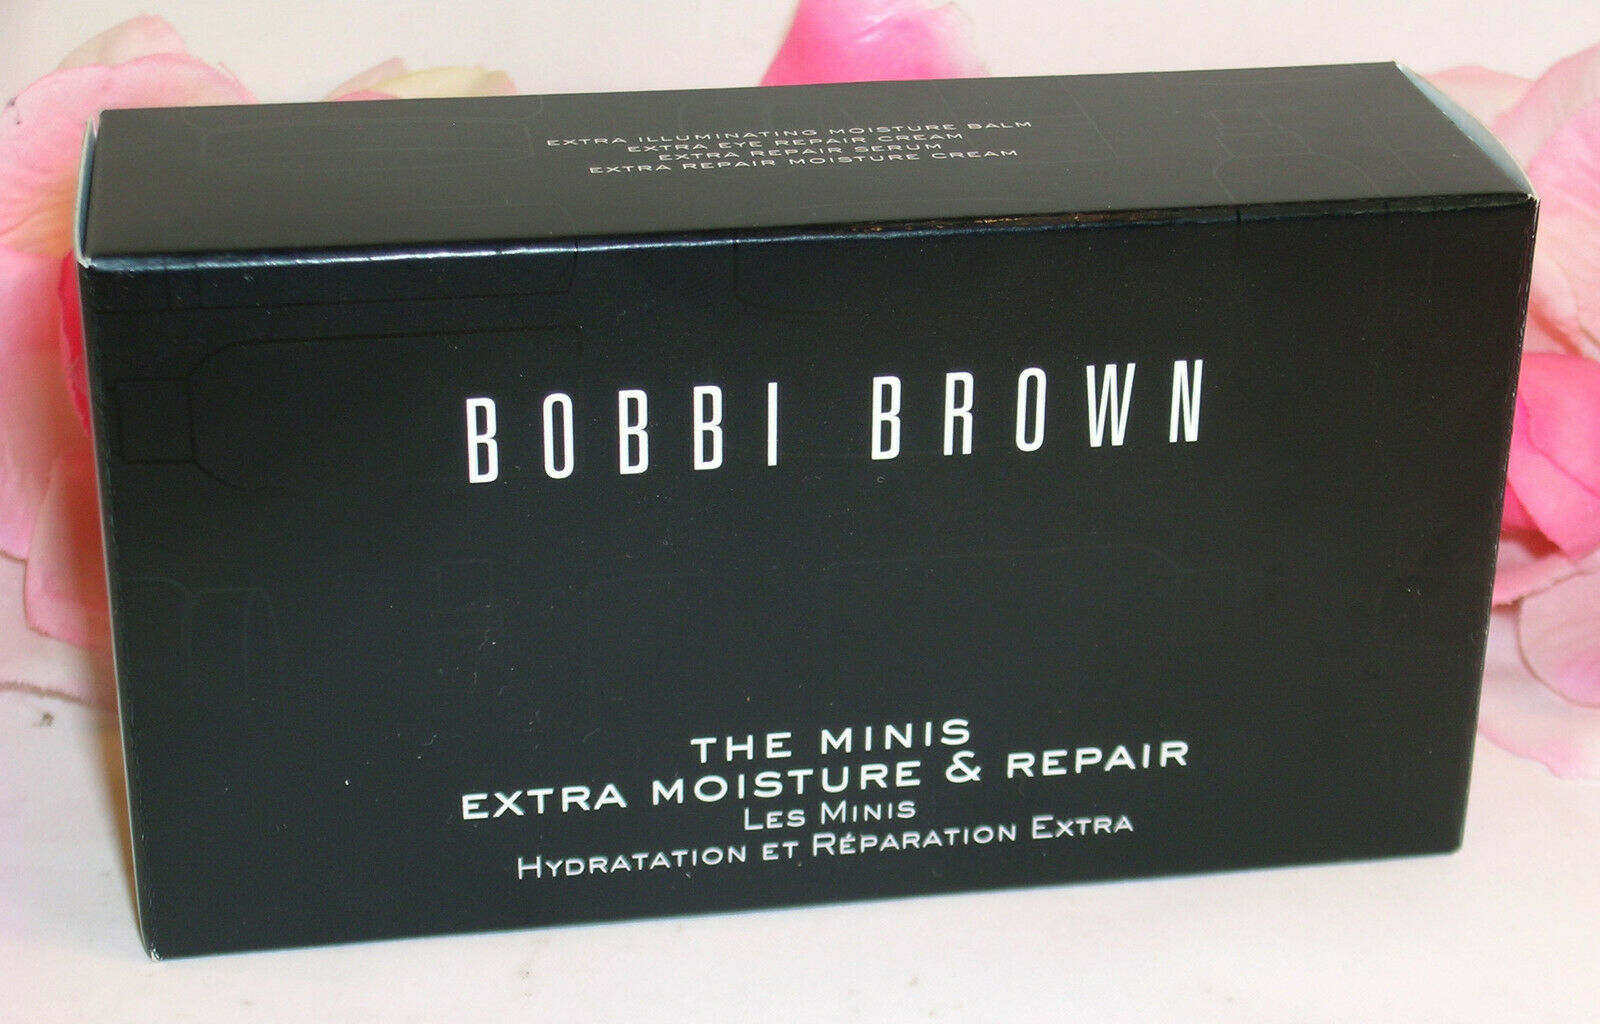 EXTRA ILLUMINATING MOISTURE BALM
EXTRA EYE REPAIR CREAM
EXTRA REPAIR SERUM
EXTRA REPAIR MOISTURE CREAM
BOBBI BROWN
THE MINIS
EXTRA MOISTURE & REPAIR
LES MINIS
HYDRATATION ET RÉPARATION EXTRA